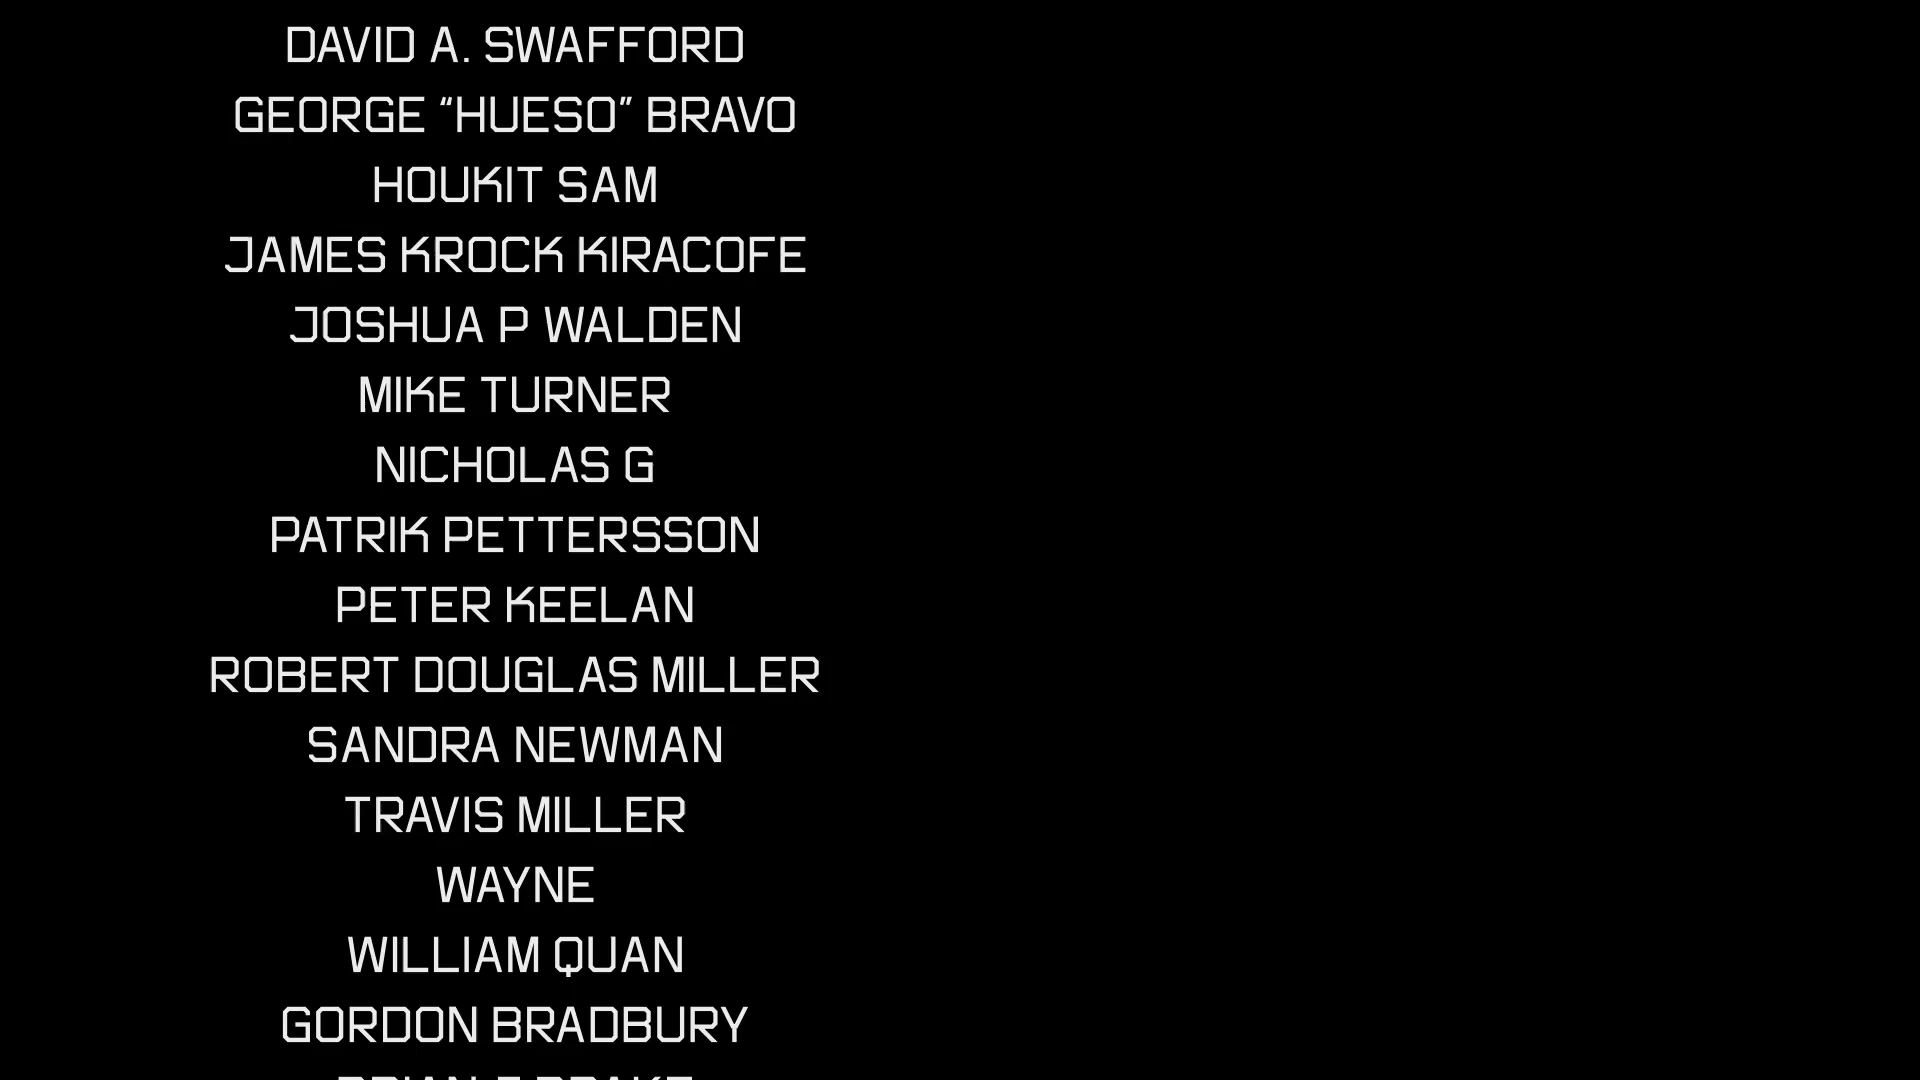 DAVID A. SWAFFORD
GEORGE “HUESO” BRAVO
HOUKIT SAM
JAMES KROCK KIRACOFE
JOSHUA P WALDEN
MIKE TURNER
NICHOLAS G
PATRIK PETTERSSON
PETER KEELAN
ROBERT DOUGLAS MILLER
SANDRA NEWMAN
TRAVIS MILLER
WAYNE
WILLIAM QUAN
GORDON BRADBURY